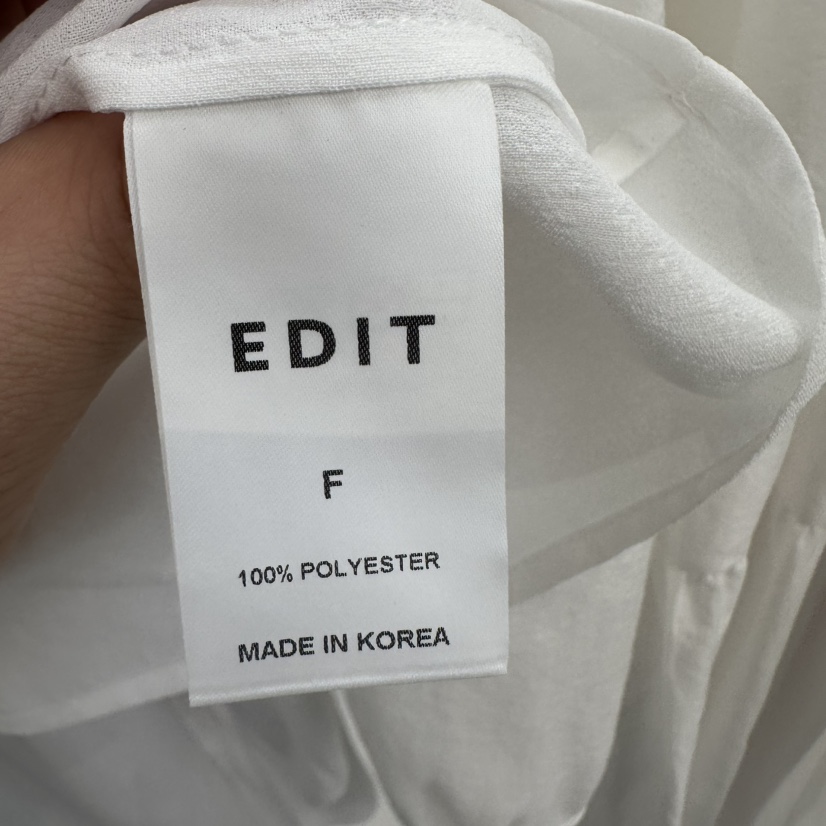 EDIT
F
100% POLYESTER
MADE IN KOREA